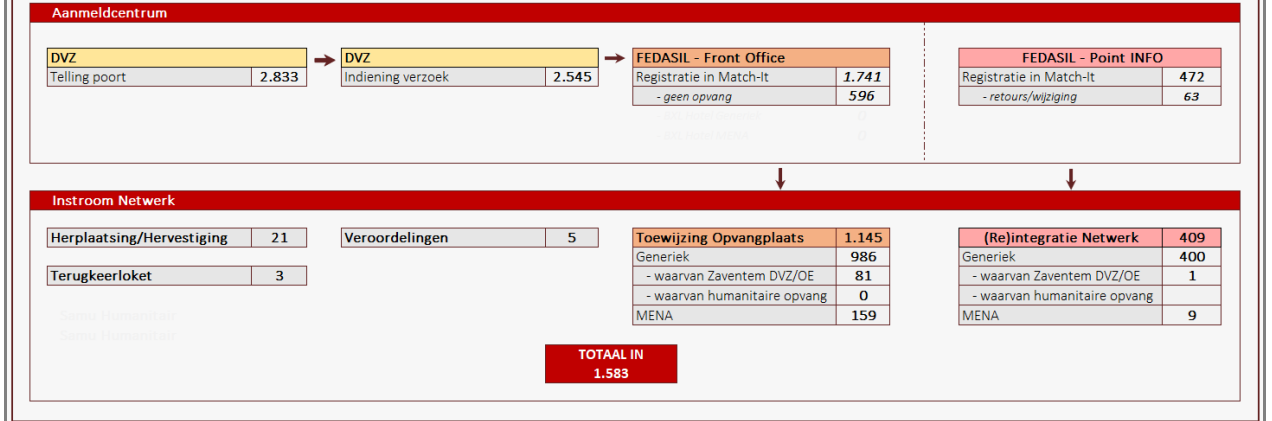 Aanmeldcentrum
DVZ
Telling poort 2.833
DVZ
Indiening verzoek 2.545
FEDASIL - Front Office
Registratie in Match-It 1.741
- geen opvang 596
FEDASIL - Point INFO
Registratie in Match-It 472
- retours/wijziging 63
Instroom Netwerk
Herplaatsing/Hervestiging 21
Terugkeerloket 3
Samu Humanitair
Samu Humanitair
Veroordelingen 5
Toewijzing Opvangplaats 1.145
Generiek 986
- waarvan Zaventem DVZ/OE 81
- waarvan humanitaire opvang 0
MENA 159
(Re)integratie Netwerk 409
Generiek 400
- waarvan Zaventem DVZ/OE 1
- waarvan humanitaire opvang
MENA 9
TOTAAL IN
1.583